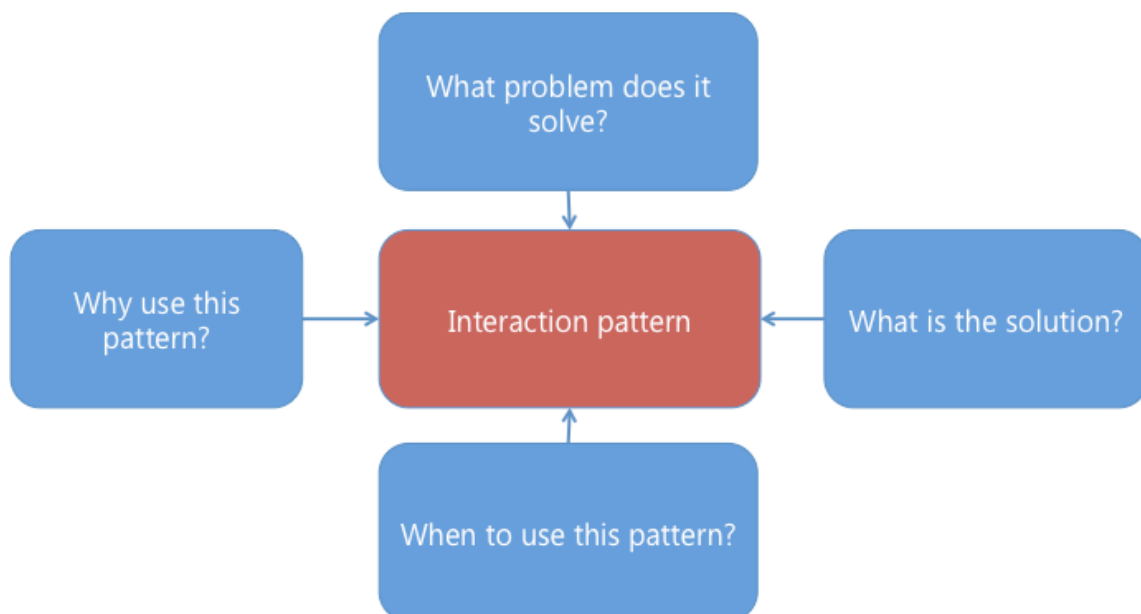 What problem does it
solve?
Why use this
pattern?
Interaction pattern
What is the solution?
When to use this pattern?